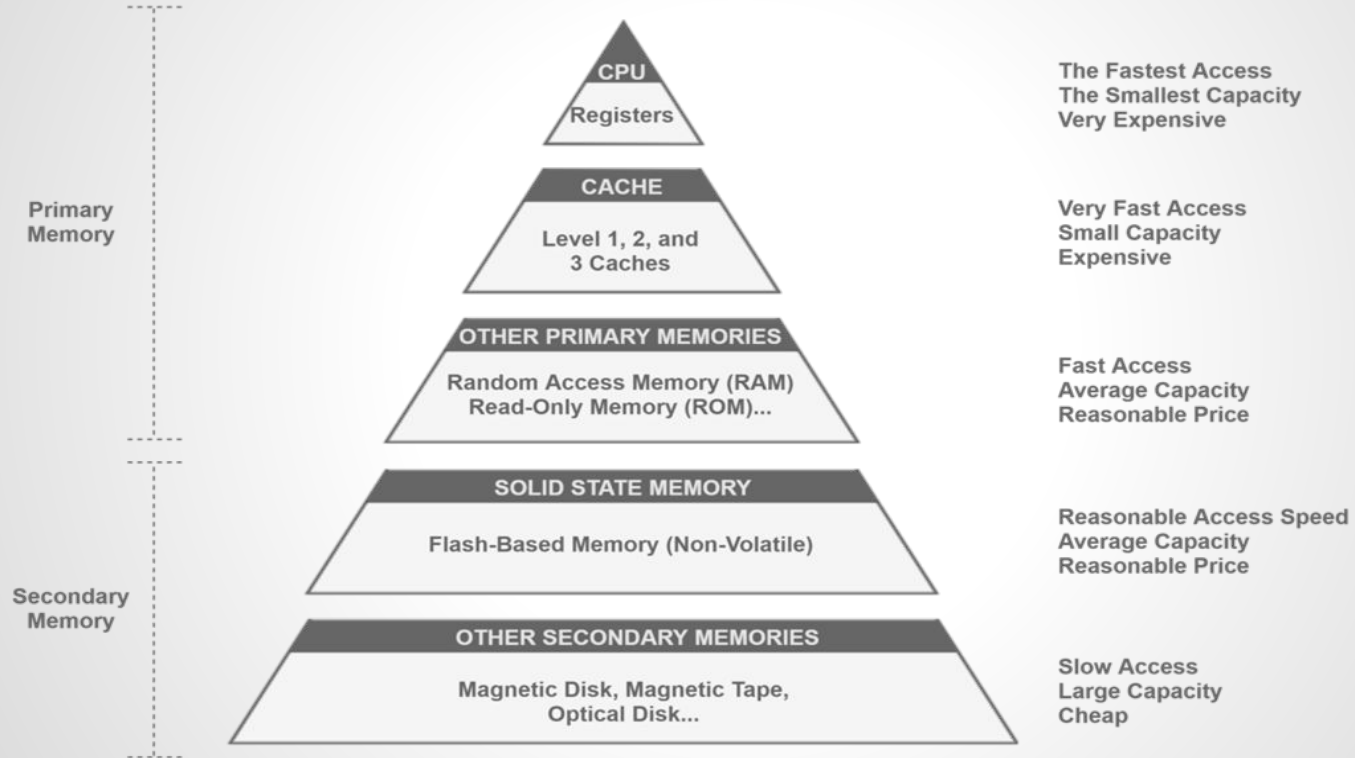 CPU
Registers
The Fastest Access
The Smallest Capacity
Very Expensive
Primary
Memory
CACHE
Level 1, 2, and
3 Caches
Very Fast Access
Small Capacity
Expensive
OTHER PRIMARY MEMORIES
Random Access Memory (RAM)
Read-Only Memory (ROM)...
Fast Access
Average Capacity
Reasonable Price
SOLID STATE MEMORY
Flash-Based Memory (Non-Volatile)
Reasonable Access Speed
Average Capacity
Reasonable Price
Secondary
Memory
OTHER SECONDARY MEMORIES
Magnetic Disk, Magnetic Tape,
Optical Disk...
Slow Access
Large Capacity
Cheap